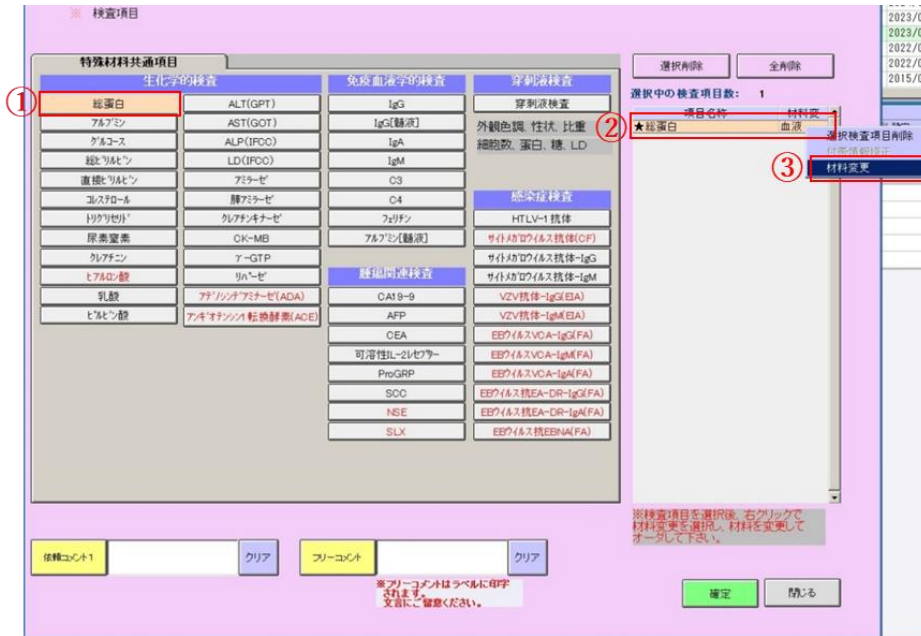 ※ 検査項目
2023/0
2023/0
2022/0
2022/0
2015/0
特殊材料共通項目
選択削除
全削除
生化学的検査
免疫血液学的検査
穿刺液検査
選択中の検査項目数: 1
①
総蛋白
ALT(GPT)
IgG
穿刺液検査
項目名称
材料変
アルブミン
AST(GOT)
IgG[髄液]
外観色調、性状、比重
細胞数、蛋白、糖、LD
②
★総蛋白
血液
選択検査項目削除
付帯情報修正
③
材料変更
グルコース
ALP(IFCC)
IgA
総ビリルビン
LD(IFCC)
IgM
直接ビリルビン
アミラーゼ
C3
コレステロール
膵アミラーゼ
C4
感染症検査
トリグリセリド
クレアチンキナーゼ
フェリチン
HTLV-1抗体
尿素窒素
CK-MB
アルブミン[髄液]
サイトメガロウイルス抗体(CF)
クレアチニン
γ-GTP
サイトメガロウイルス抗体-IgG
ヒアルロン酸
リパーゼ
腫瘍関連検査
サイトメガロウイルス抗体-IgM
乳酸
アデノシンデアミナーゼ(ADA)
CA19-9
VZV抗体-IgG(EIA)
ピルビン酸
アンギオテンシン1転換酵素(ACE)
AFP
VZV抗体-IgM(EIA)
CEA
EBウイルスVCA-IgG(FA)
可溶性IL-2レセプター
EBウイルスVCA-IgM(FA)
ProGRP
EBウイルスVCA-IgA(FA)
SCC
EBウイルス抗EA-DR-IgG(FA)
NSE
EBウイルス抗EA-DR-IgA(FA)
SLX
EBウイルス抗EBNA(FA)
※検査項目を選択後、右クリックで
材料変更を選択し、材料を変更して
オーダして下さい。
依頼コメント1
クリア
フリーコメント
クリア
※フリーコメントはラベルに印字
されます。
文言にご留意ください。
確定
閉じる